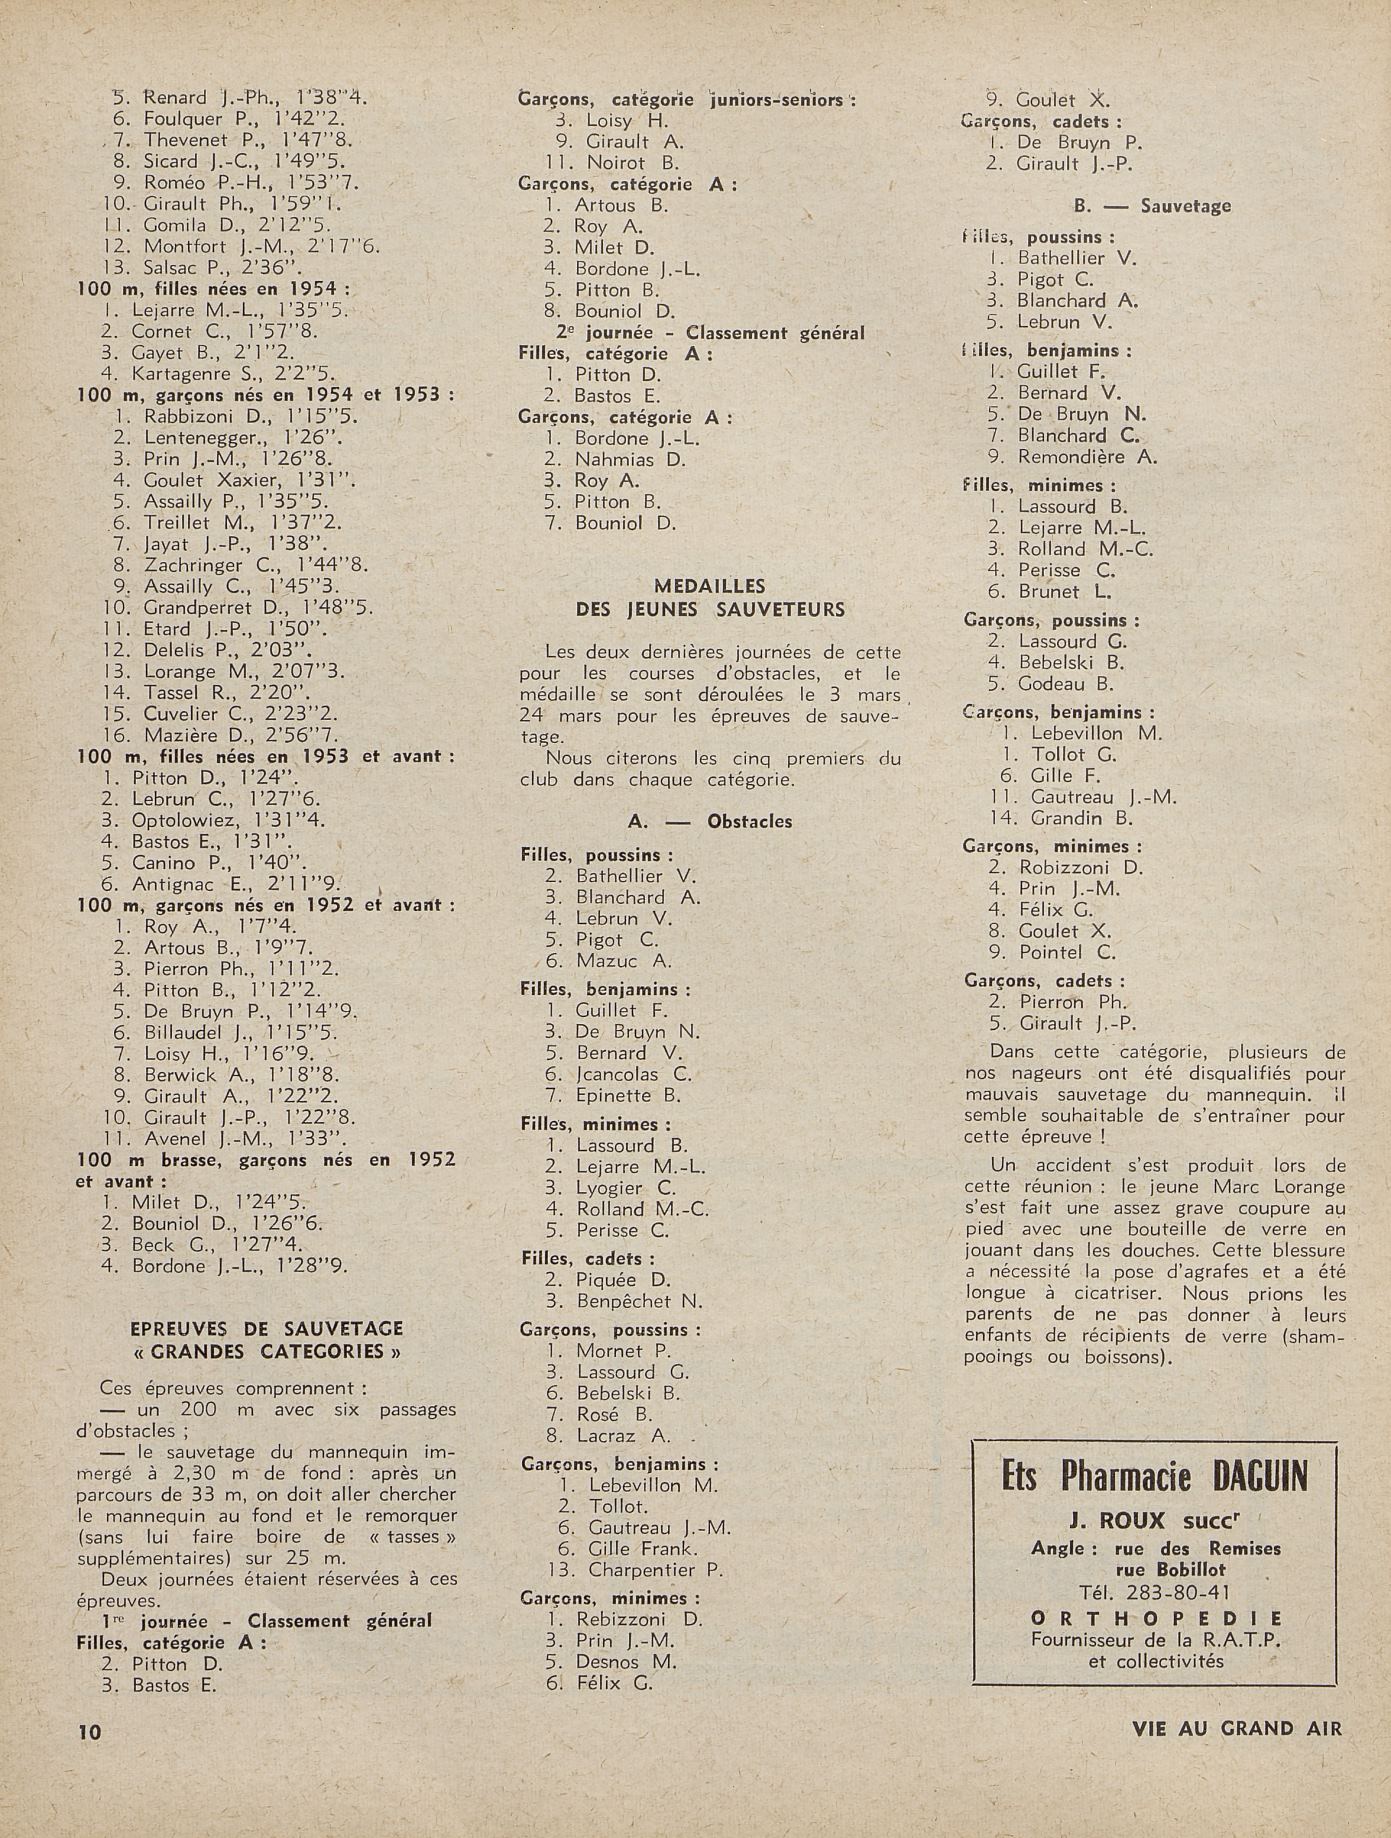 5. Renard J.-Ph., 1'38''4.
6. Foulquer P., 1'42''2.
7. Thevenet P., 1'47''8.
8. Sicard J.-C., 1'49''5.
9. Roméo P.-H., 1'53''7.
10. Girault Ph., 1'59''1.
11. Gomila D., 2'12''5.
12. Montfort J.-M., 2'17''6.
13. Salsac P., 2'36''.
100 m, filles nées en 1954 :
1. Lejarre M.-L., 1'35''5.
2. Cornet C., 1'57''8.
3. Gayet B., 2'1''2.
4. Kartagenre S., 2'2''5.
100 m, garçons nés en 1954 et 1953 :
1. Rabbizoni D., 1'15''5.
2. Lentenegger., 1'26''.
3. Prin J.-M., 1'26''8.
4. Goulet Xaxier, 1'31''.
5. Assailly P., 1'35''5.
6. Treillet M., 1'37''2.
7. Jayat J.-P., 1'38''.
8. Zachringer C., 1'44''8.
9. Assailly C., 1'45''3.
10. Grandperret D., 1'48''5.
11. Etard J.-P., 1'50''.
12. Delelis P., 2'03''.
13. Lorange M., 2'07''3.
14. Tassel R., 2'20''.
15. Cuvelier C., 2'23''2.
16. Mazière D., 2'56''7.
100 m, filles nées en 1953 et avant :
1. Pitton D., 1'24''.
2. Lebrun C., 1'27''6.
3. Optolowiez, 1'31''4.
4. Bastos E., 1'31''.
5. Canino P., 1'40''.
6. Antignac E., 2'11''9.
100 m, garçons nés en 1952 et avant :
1. Roy A., 1'7''4.
2. Artous B., 1'9''7.
3. Pierron Ph., 1'11''2.
4. Pitton B., 1'12''2.
5. De Bruyn P., 1'14''9.
6. Billaudel J., 1'15''5.
7. Loisy H., 1'16''9.
8. Berwick A., 1'18''8.
9. Girault A., 1'22''2.
10. Girault J.-P., 1'22''8.
11. Avenel J.-M., 1'33''.
100 m brasse, garçons nés en 1952
et avant :
1. Milet D., 1'24''5.
2. Bouniol D., 1'26''6.
3. Beck G., 1'27''4.
4. Bordone J.-L., 1'28''9.
EPREUVES DE SAUVETAGE
« GRANDES CATEGORIES »
Ces épreuves comprennent :
— un 200 m avec six passages
d'obstacles ;
— le sauvetage du mannequin im-
mergé à 2,30 m de fond : après un
parcours de 33 m, on doit aller chercher
le mannequin au fond et le remorquer
(sans lui faire boire de « tasses »
supplémentaires) sur 25 m.
Deux journées étaient réservées à ces
épreuves.
1re journée - Classement général
Filles, catégorie A :
2. Pitton D.
3. Bastos E.
Garçons, catégorie juniors-seniors :
3. Loisy H.
9. Girault A.
11. Noirot B.
Garçons, catégorie A :
1. Artous B.
2. Roy A.
3. Milet D.
4. Bordone J.-L.
5. Pitton B.
8. Bouniol D.
2e journée - Classement général
Filles, catégorie A :
1. Pitton D.
2. Bastos E.
Garçons, catégorie A :
1. Bordone J.-L.
2. Nahmias D.
3. Roy A.
5. Pitton B.
7. Bouniol D.
MEDAILLES
DES JEUNES SAUVETEURS
Les deux dernières journées de cette
pour les courses d'obstacles, et le
médaille se sont déroulées le 3 mars
24 mars pour les épreuves de sauve-
tage.
Nous citerons les cinq premiers du
club dans chaque catégorie.
A. — Obstacles
Filles, poussins :
2. Bathellier V.
3. Blanchard A.
4. Lebrun V.
5. Pigot C.
6. Mazuc A.
Filles, benjamins :
1. Guillet F.
3. De Bruyn N.
5. Bernard V.
6. Jcancolas C.
7. Epinette B.
Filles, minimes :
1. Lassourd B.
2. Lejarre M.-L.
3. Lyogier C.
4. Rolland M.-C.
5. Perisse C.
Filles, cadets :
2. Piquée D.
3. Benpêchet N.
Garçons, poussins :
1. Mornet P.
3. Lassourd G.
6. Bebelski B.
7. Rosé B.
8. Lacraz A.
Garçons, benjamins :
1. Lebevillon M.
2. Tollot.
6. Gautreau J.-M.
6. Gille Frank.
13. Charpentier P.
Garçons, minimes :
1. Rebizzoni D.
3. Prin J.-M.
5. Desnos M.
6. Félix G.
9. Goulet X.
Garçons, cadets :
1. De Bruyn P.
2. Girault J.-P.
B. — Sauvetage
Filles, poussins :
1. Bathellier V.
3. Pigot C.
3. Blanchard A.
5. Lebrun V.
Filles, benjamins :
1. Guillet F.
2. Bernard V.
5. De Bruyn N.
7. Blanchard C.
9. Remondière A.
Filles, minimes :
1. Lassourd B.
2. Lejarre M.-L.
3. Rolland M.-C.
4. Perisse C.
6. Brunet L.
Garçons, poussins :
2. Lassourd G.
4. Bebelski B.
5. Godeau B.
Garçons, benjamins :
1. Lebevillon M.
1. Tollot G.
6. Gille F.
11. Gautreau J.-M.
14. Grandin B.
Garçons, minimes :
2. Robizzoni D.
4. Prin J.-M.
4. Félix G.
8. Goulet X.
9. Pointel C.
Garçons, cadets :
2. Pierron Ph.
5. Girault J.-P.
Dans cette catégorie, plusieurs de
nos nageurs ont été disqualifiés pour
mauvais sauvetage du mannequin. Il
semble souhaitable de s'entraîner pour
cette épreuve !
Un accident s'est produit lors de
cette réunion : le jeune Marc Lorange
s'est fait une assez grave coupure au
pied avec une bouteille de verre en
jouant dans les douches. Cette blessure
a nécessité la pose d'agrafes et a été
longue à cicatriser. Nous prions les
parents de ne pas donner à leurs
enfants de récipients de verre (sham-
pooings ou boissons).
Ets Pharmacie DAGUIN
J. ROUX succr
Angle : rue des Remises
rue Bobillot
Tél. 283-80-41
ORTHOPEDIE
Fournisseur de la R.A.T.P.
et collectivités
10
VIE AU GRAND AIR